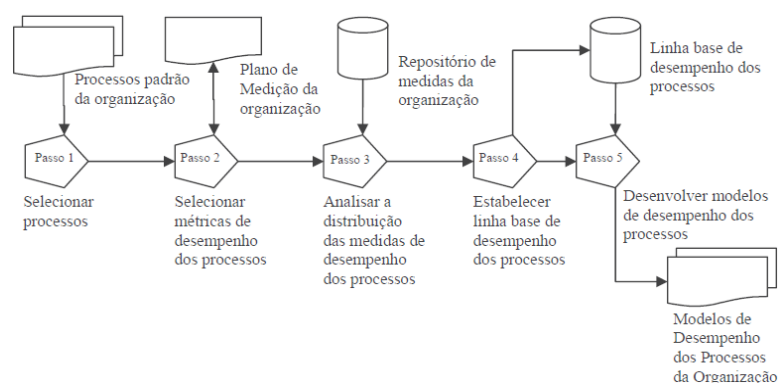 Processos padrão
da organização
Plano de
Medição da
organização
Repositório de
medidas da
organização
Linha base de
desempenho dos
processos
Passo 1
Passo 2
Passo 3
Passo 4
Passo 5
Selecionar
processos
Selecionar
métricas de
desempenho
dos processos
Analisar a
distribuição
das medidas de
desempenho
dos processos
Estabelecer
linha base de
desempenho
dos processos
Desenvolver modelos
de desempenho dos
processos
Modelos de
Desempenho
dos Processos
da Organização